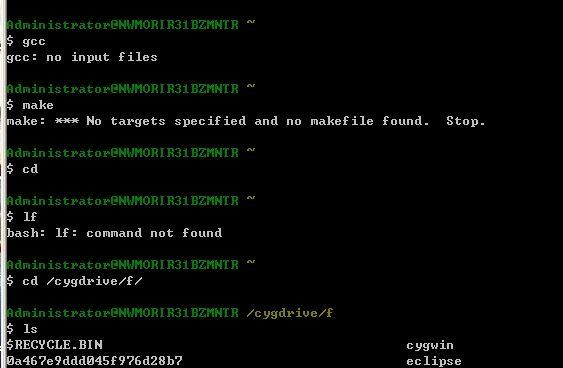 Administrator@NWMORIR31BZMNTR ~
$ gcc
gcc: no input files
Administrator@NWMORIR31BZMNTR ~
$ make
make: *** No targets specified and no makefile found.  Stop.
Administrator@NWMORIR31BZMNTR ~
$ cd
Administrator@NWMORIR31BZMNTR ~
$ lf
bash: lf: command not found
Administrator@NWMORIR31BZMNTR ~
$ cd /cygdrive/f/
Administrator@NWMORIR31BZMNTR /cygdrive/f
$ ls
$RECYCLE.BIN cygwin
0a467e9ddd045f976d28b7 eclipse